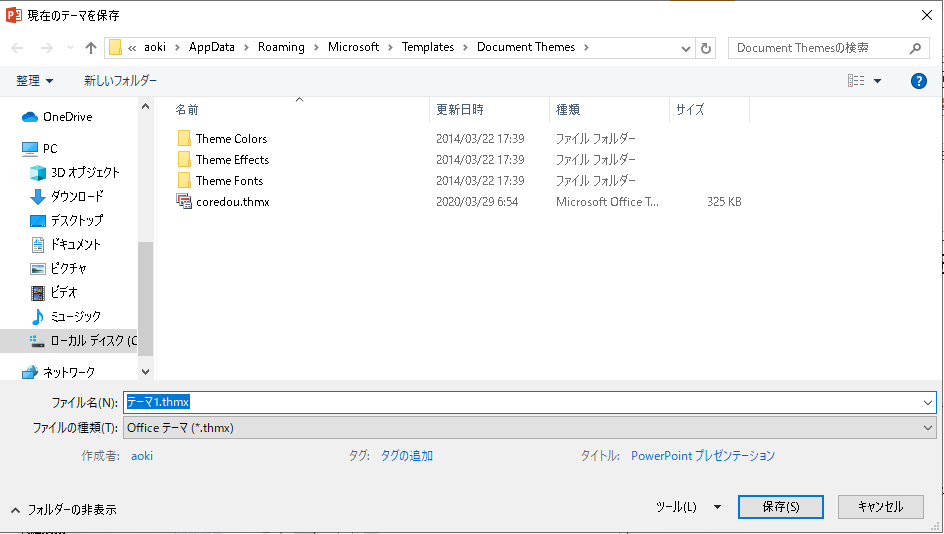 現在のテーマを保存
« aoki > AppData > Roaming > Microsoft > Templates > Document Themes >
Document Themesの検索
整理 新しいフォルダー
名前 更新日時 種類 サイズ
OneDrive
PC
3D オブジェクト
ダウンロード
デスクトップ
ドキュメント
ピクチャ
ビデオ
ミュージック
ローカル ディスク (C
ネットワーク
Theme Colors 2014/03/22 17:39 ファイル フォルダー
Theme Effects 2014/03/22 17:39 ファイル フォルダー
Theme Fonts 2014/03/22 17:39 ファイル フォルダー
coredou.thmx 2020/03/29 6:54 Microsoft Office T... 325 KB
ファイル名(N): テーマ1.thmx
ファイルの種類(T): Office テーマ (*.thmx)
作成者: aoki タグ: タグの追加 タイトル: PowerPoint プレゼンテーション
フォルダーの非表示 ツール(L) 保存(S) キャンセル